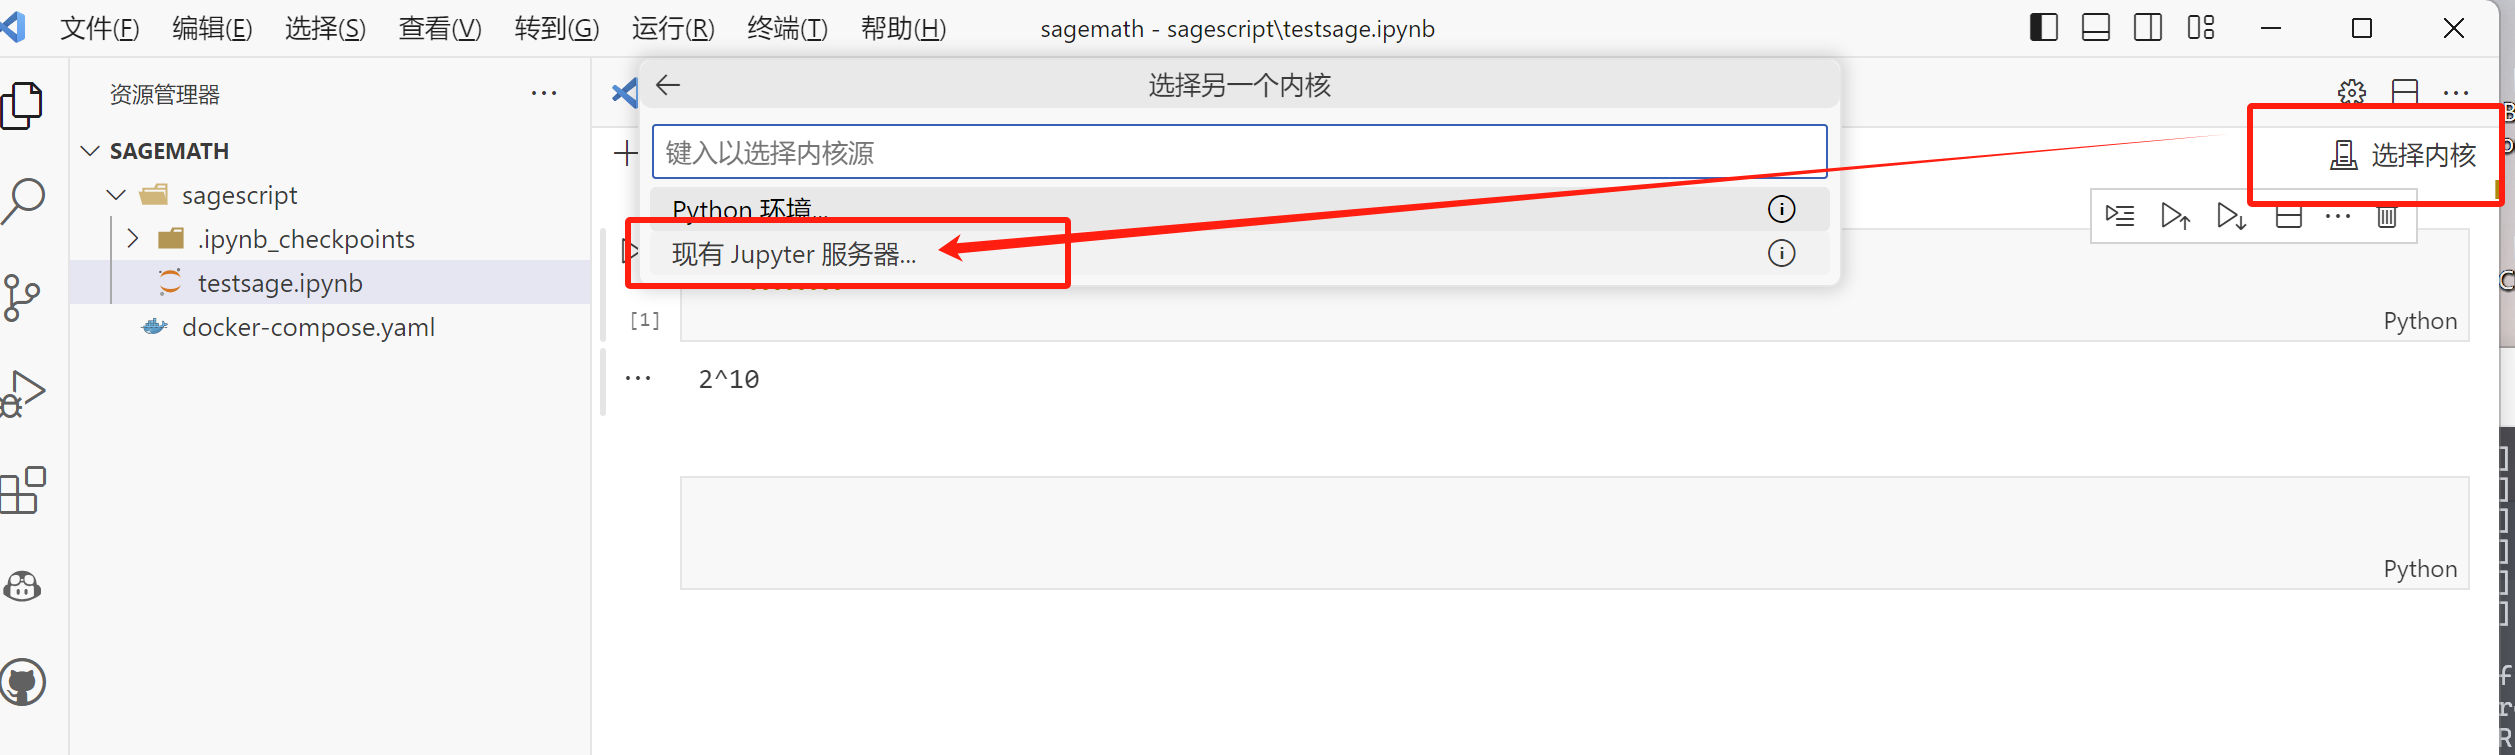 文件(F) 编辑(E) 选择(S) 查看(V) 转到(G) 运行(R) 终端(T) 帮助(H) sagemath - sagescript\testsage.ipynb
资源管理器
SAGEMATH
sagescript
.ipynb_checkpoints
testsage.ipynb
docker-compose.yaml
选择另一个内核
键入以选择内核源
Python 环境...
现有 Jupyter 服务器...
选择内核
[1]
Python
2^10
Python